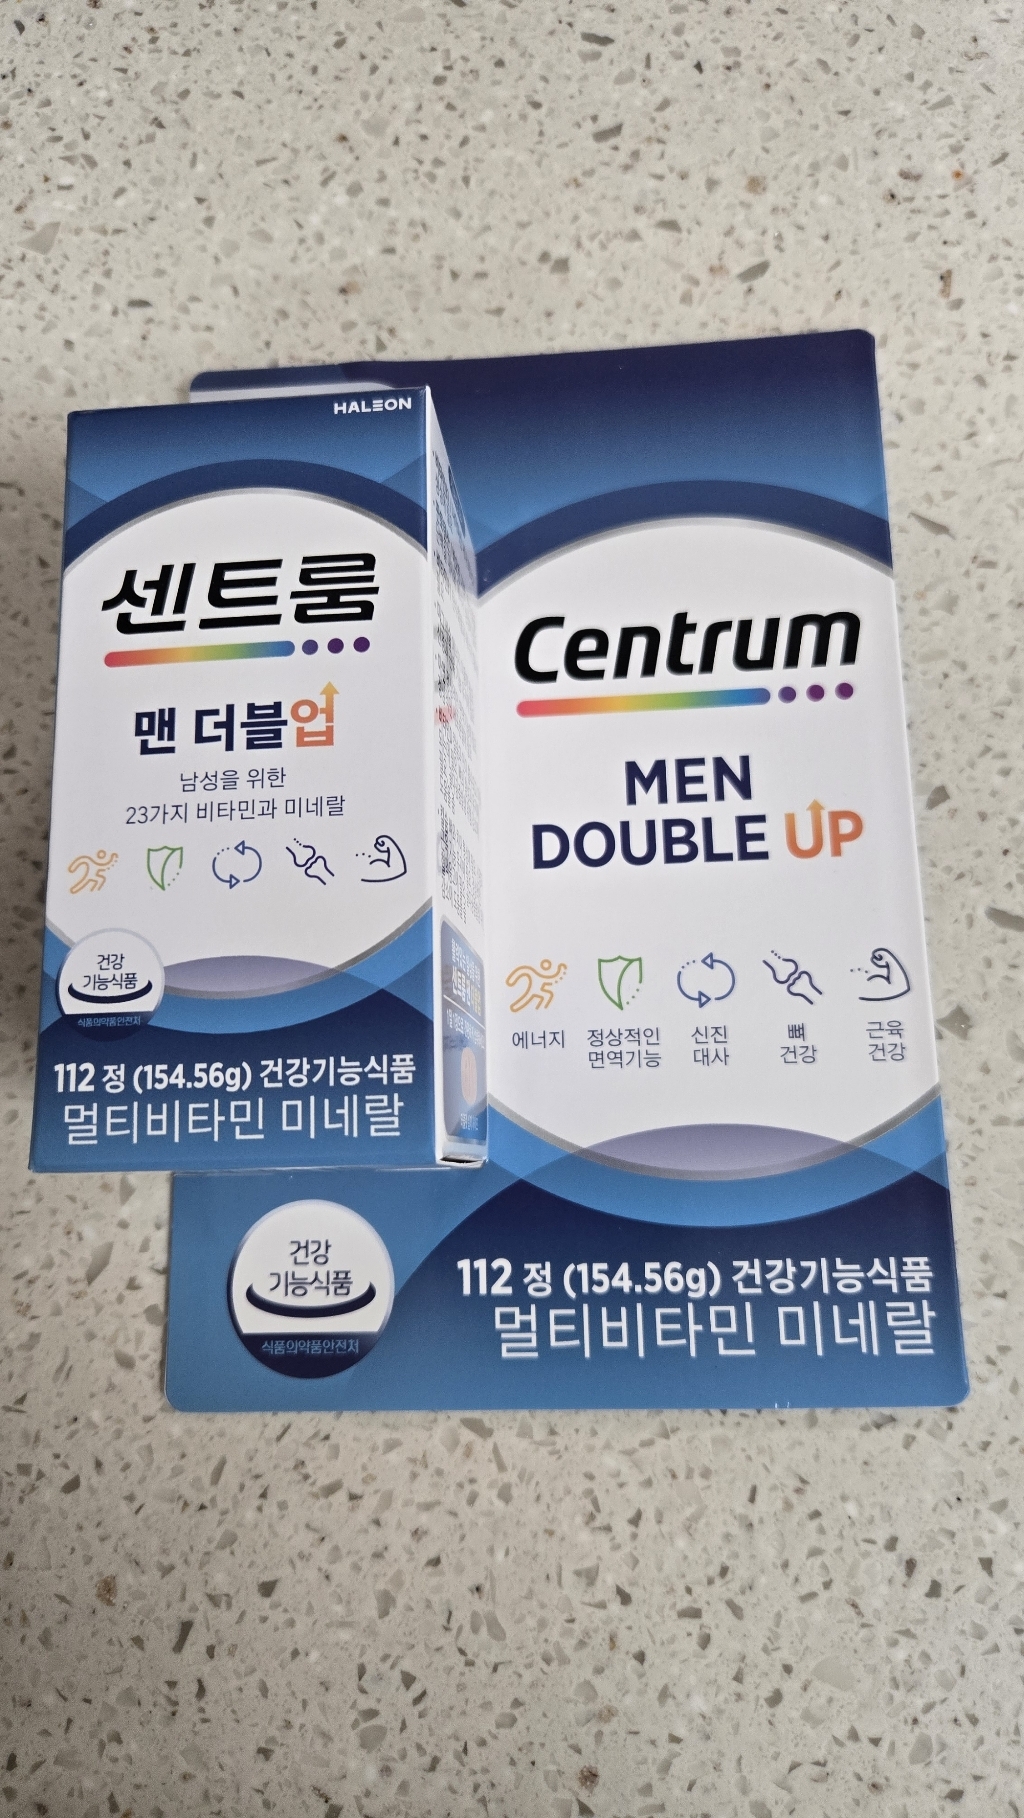 HALEON
센트룸
맨 더블업
남성을 위한
23가지 비타민과 미네랄
건강
기능식품
식품의약품안전처
112 정 (154.56g) 건강기능식품
멀티비타민 미네랄
Centrum
MEN
DOUBLE UP
에너지
정상적인
면역기능
신진
대사
뼈
건강
근육
건강
건강
기능식품
식품의약품안전처
112 정 (154.56g) 건강기능식품
멀티비타민 미네랄